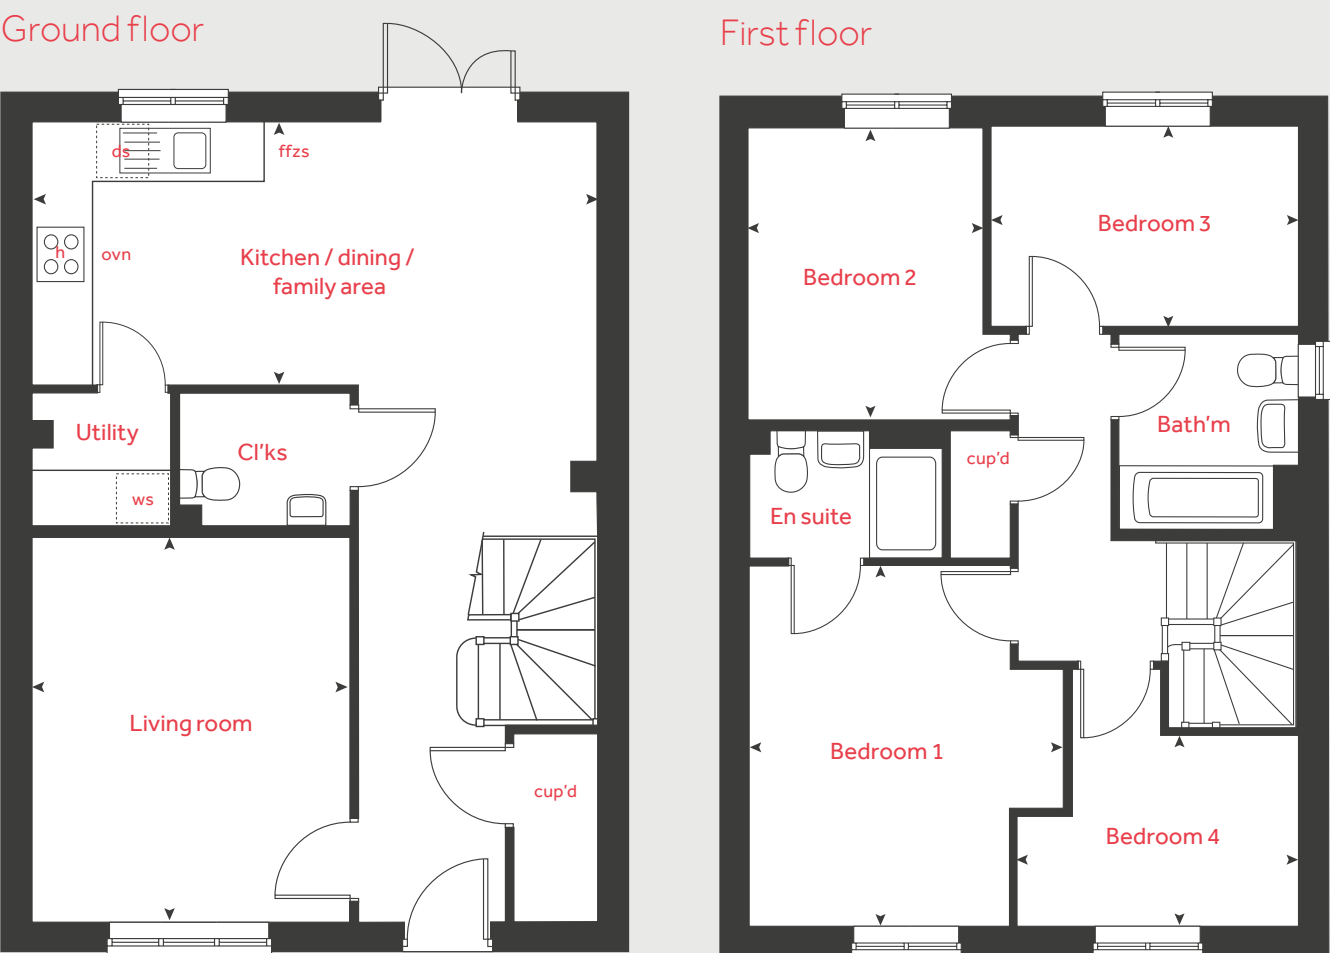 Ground floor
ds
ffzs
h
ovn
Kitchen / dining /
family area
Utility
Cl'ks
ws
Living room
cup'd
First floor
Bedroom 2
Bedroom 3
Bath'm
cup'd
En suite
Bedroom 1
Bedroom 4